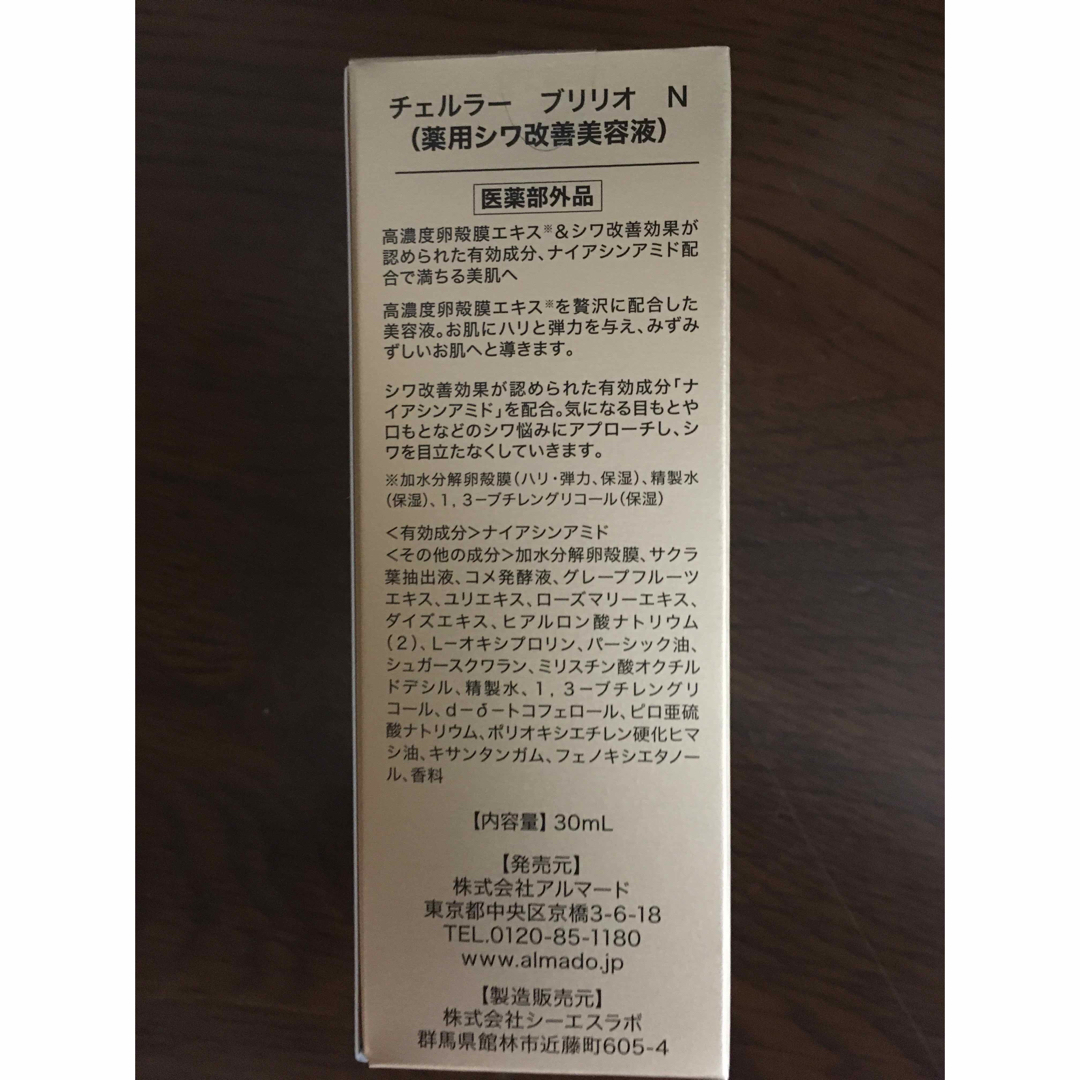 チェルラー　ブリリオ　N
（薬用シワ改善美容液）
医薬部外品
高濃度卵殻膜エキス※＆シワ改善効果が
認められた有効成分、ナイアシンアミド配
合で満ちる美肌へ
高濃度卵殻膜エキス※を贅沢に配合した
美容液。お肌にハリと弾力を与え、みずみ
ずしいお肌へと導きます。
シワ改善効果が認められた有効成分「ナ
イアシンアミド」を配合。気になる目もとや
口もとなどのシワ悩みにアプローチし、シ
ワを目立たなくしていきます。
※加水分解卵殻膜（ハリ・弾力、保湿）、精製水
（保湿）、1，3ーブチレングリコール（保湿）
＜有効成分＞ナイアシンアミド
＜その他の成分＞加水分解卵殻膜、サクラ
葉抽出液、コメ発酵液、グレープフルーツ
エキス、ユリエキス、ローズマリーエキス、
ダイズエキス、ヒアルロン酸ナトリウム
（2）、Lーオキシプロリン、パーシック油、
シュガースクワラン、ミリスチン酸オクチル
ドデシル、精製水、1，3ーブチレングリ
コール、dーδートコフェロール、ピロ亜硫
酸ナトリウム、ポリオキシエチレン硬化ヒマ
シ油、キサンタンガム、フェノキシエタノー
ル、香料
【内容量】30mL
【発売元】
株式会社アルマード
東京都中央区京橋3-6-18
TEL.0120-85-1180
www.almado.jp
【製造販売元】
株式会社シーエスラボ
群馬県館林市近藤町605-4